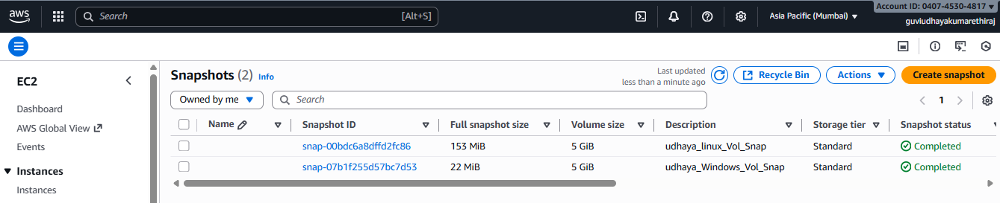 aws Search [Alt+S] Asia Pacific (Mumbai) Account ID: 0407-4530-4817
guviudhayakumarethiraj
EC2
Dashboard
AWS Global View
Events
Instances
Instances
Snapshots (2) Info
Last updated
less than a minute ago
Recycle Bin
Actions
Create snapshot
Owned by me
Search
1
Name Snapshot ID Full snapshot size Volume size Description Storage tier Snapshot status
snap-00bdc6a8dffd2fc86 153 MiB 5 GiB udhaya_linux_Vol_Snap Standard Completed
snap-07b1f255d57bc7d53 22 MiB 5 GiB udhaya_Windows_Vol_Snap Standard Completed